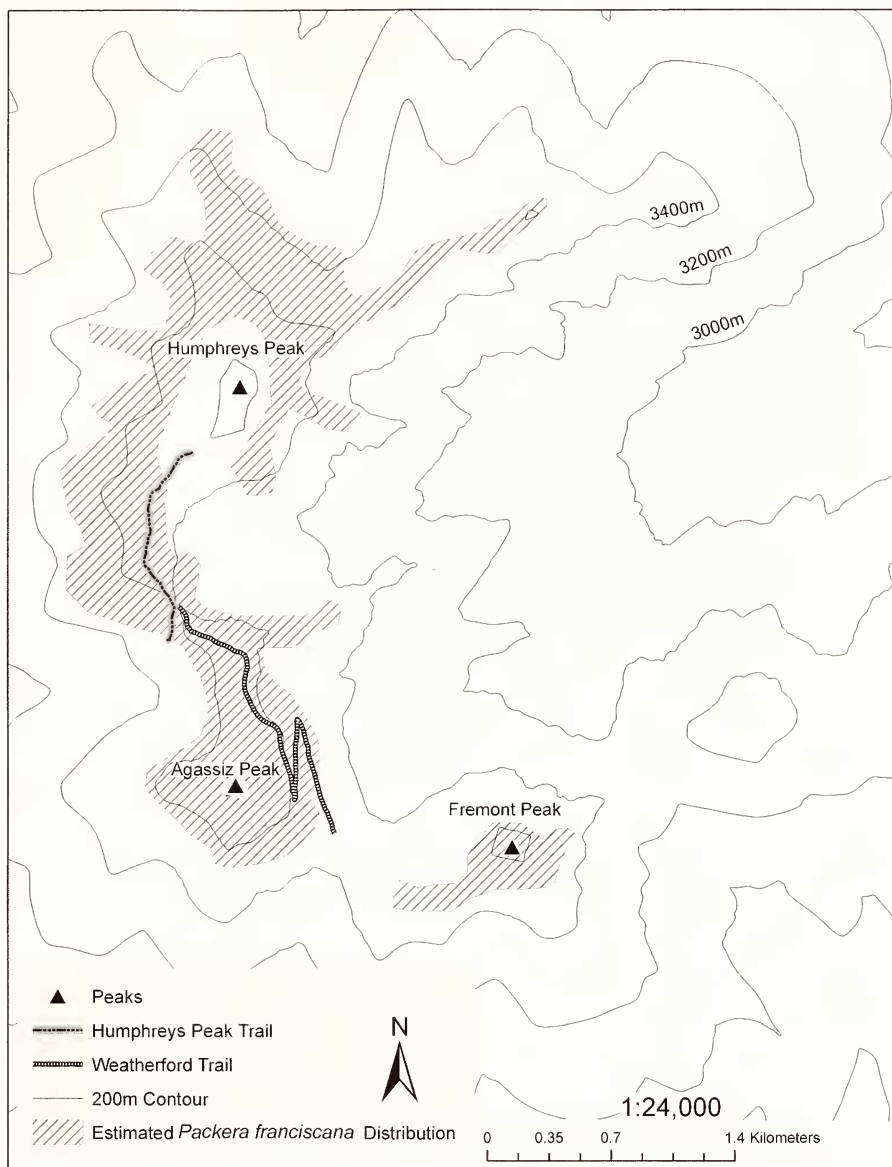 3400m
3200m
3000m
Humphreys Peak
Agassiz Peak
Fremont Peak
Peaks
Humphreys Peak Trail
Weatherford Trail
200m Contour
Estimated Packera franciscana Distribution
N
1:24,000
0 0.35 0.7 1.4 Kilometers